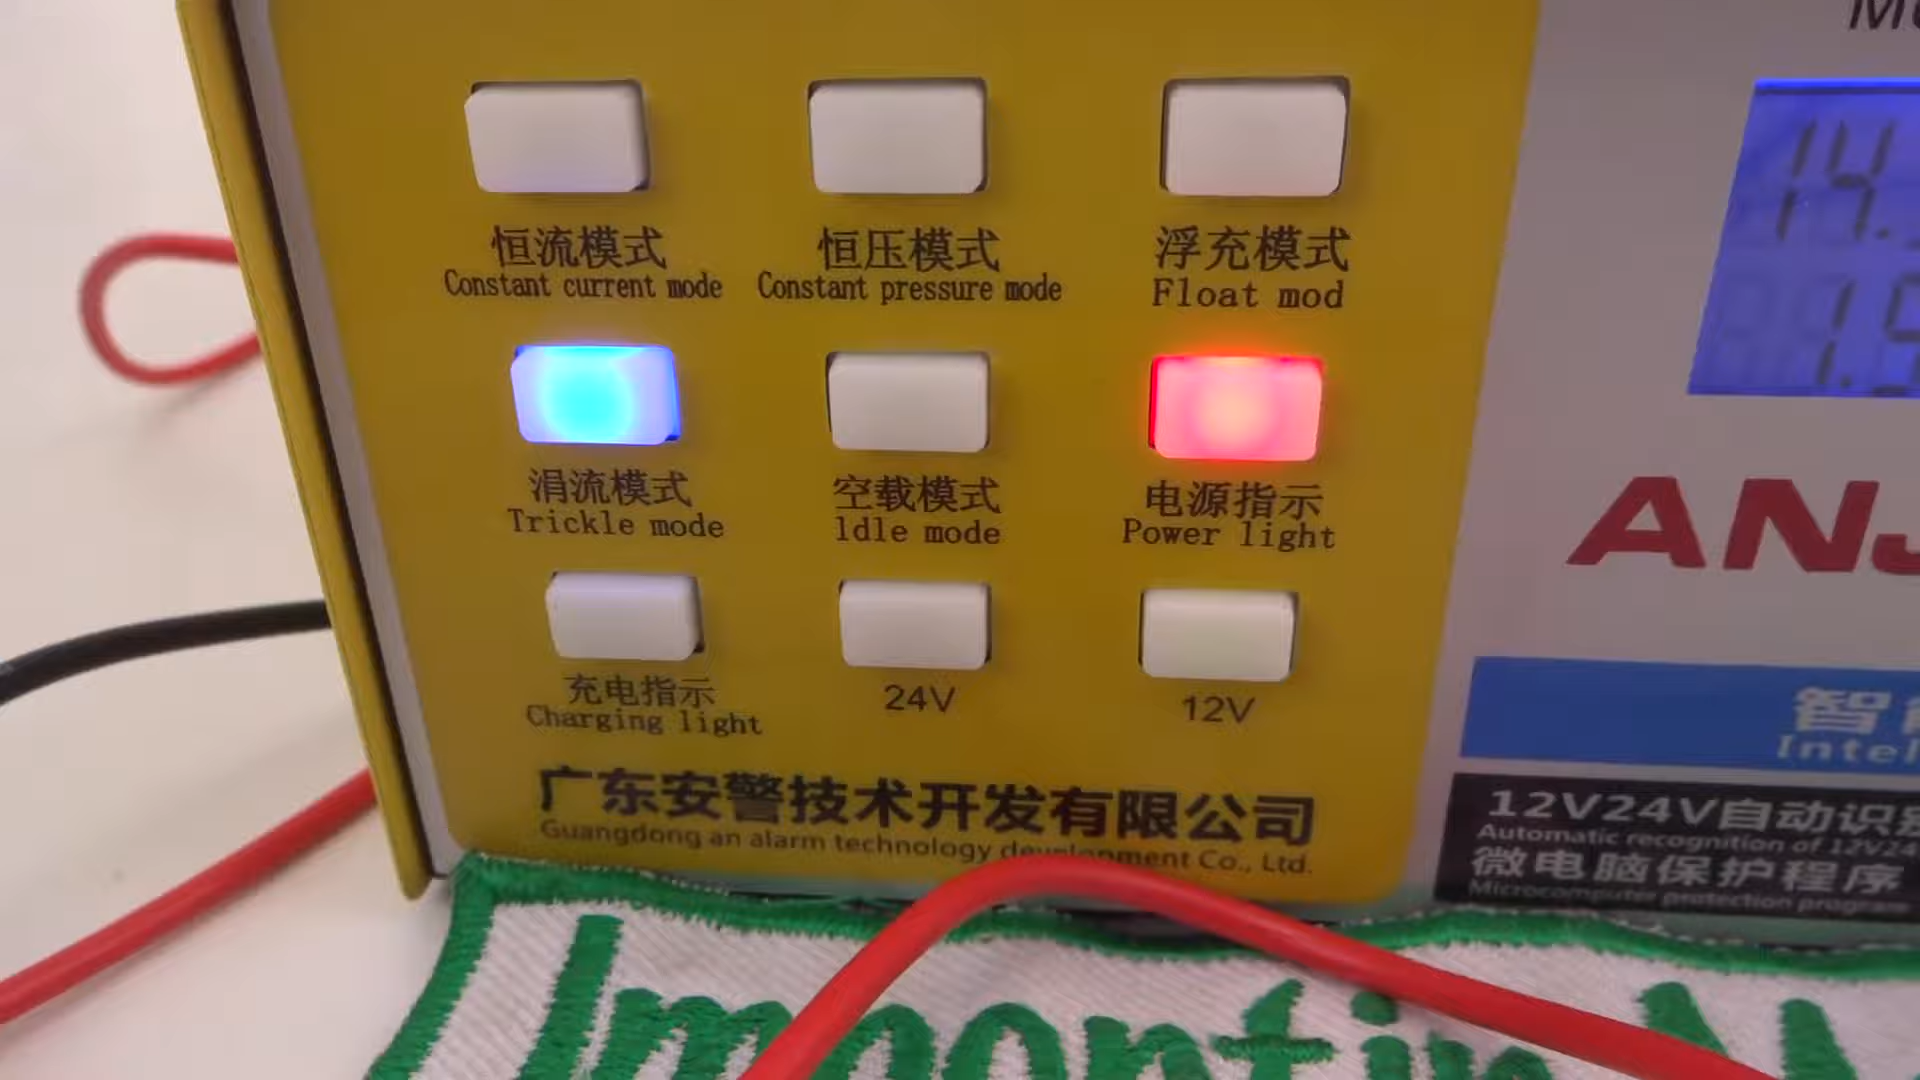 恒流模式
Constant current mode
恒压模式
Constant pressure mode
浮充模式
Float mod
涓流模式
Trickle mode
空载模式
ldle mode
电源指示
Power light
充电指示
Charging light
24V
12V
广东安警技术开发有限公司
Guangdong an alarm technology development Co., Ltd.
ANJ
智
Intel
12V24V自动识别
Automatic recognition of 12V24
微电脑保护程序
Microcomputer protection program